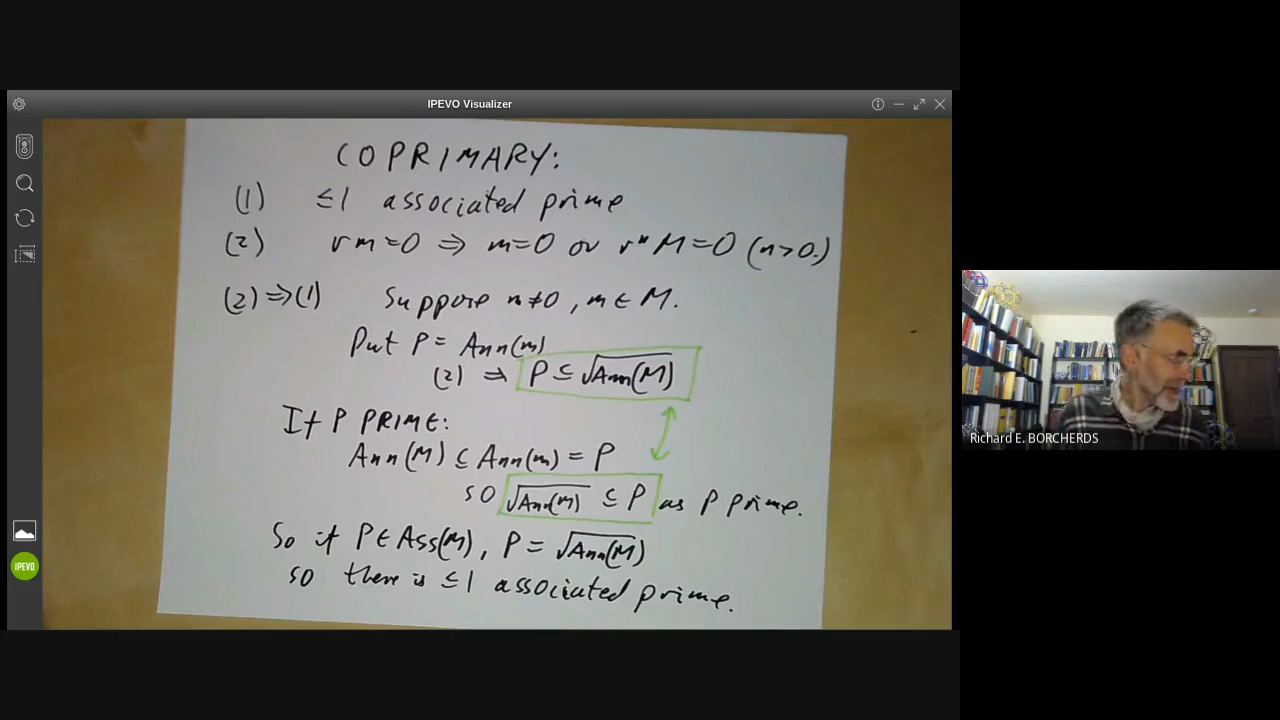 IPEVO Visualizer
COPRIMARY:
(1) ≤1 associated prime
(2) rm=0 ⇒ m=0 or rⁿM=0 (n>0.)
(2)⇒(1) Suppose m≠0, m∈M.
Put P = Ann(m)
(2) ⇒ P ⊆ √Ann(M)
If P PRIME:
Ann(M) ⊆ Ann(m) = P
so √Ann(M) ⊆ P as P prime.
So if P∈Ass(M), P = √Ann(M)
so there is ≤1 associated prime.
IPEVO
Richard E. BORCHERDS